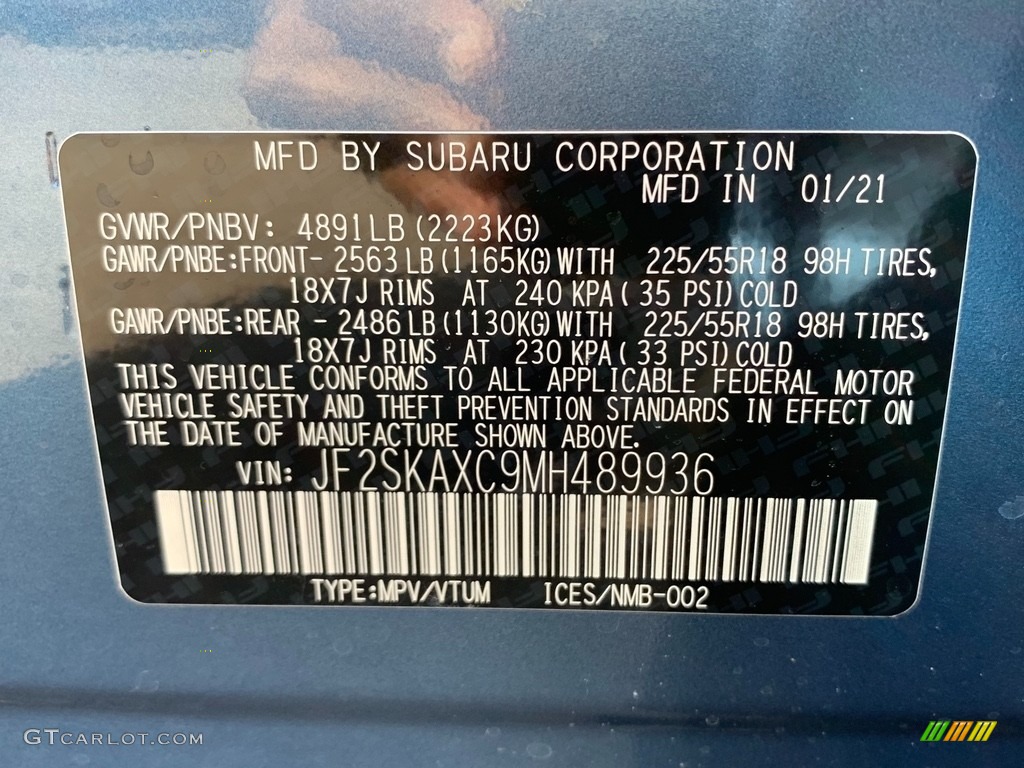 MFD BY SUBARU CORPORATION
MFD IN 01/21
GVWR/PNBV: 4891LB(2223KG)
GAWR/PNBE:FRONT- 2563LB(1165KG)WITH 225/55R18 98H TIRES,
18X7J RIMS AT 240 KPA( 35 PSI)COLD
GAWR/PNBE:REAR - 2486LB(1130KG)WITH 225/55R18 98H TIRES,
18X7J RIMS AT 230 KPA( 33 PSI)COLD
THIS VEHICLE CONFORMS TO ALL APPLICABLE FEDERAL MOTOR
VEHICLE SAFETY AND THEFT PREVENTION STANDARDS IN EFFECT ON
THE DATE OF MANUFACTURE SHOWN ABOVE.
VIN: JF2SKAXC9MH489936
TYPE:MPV/VTUM ICES/NMB-002
GTCARLOT.COM